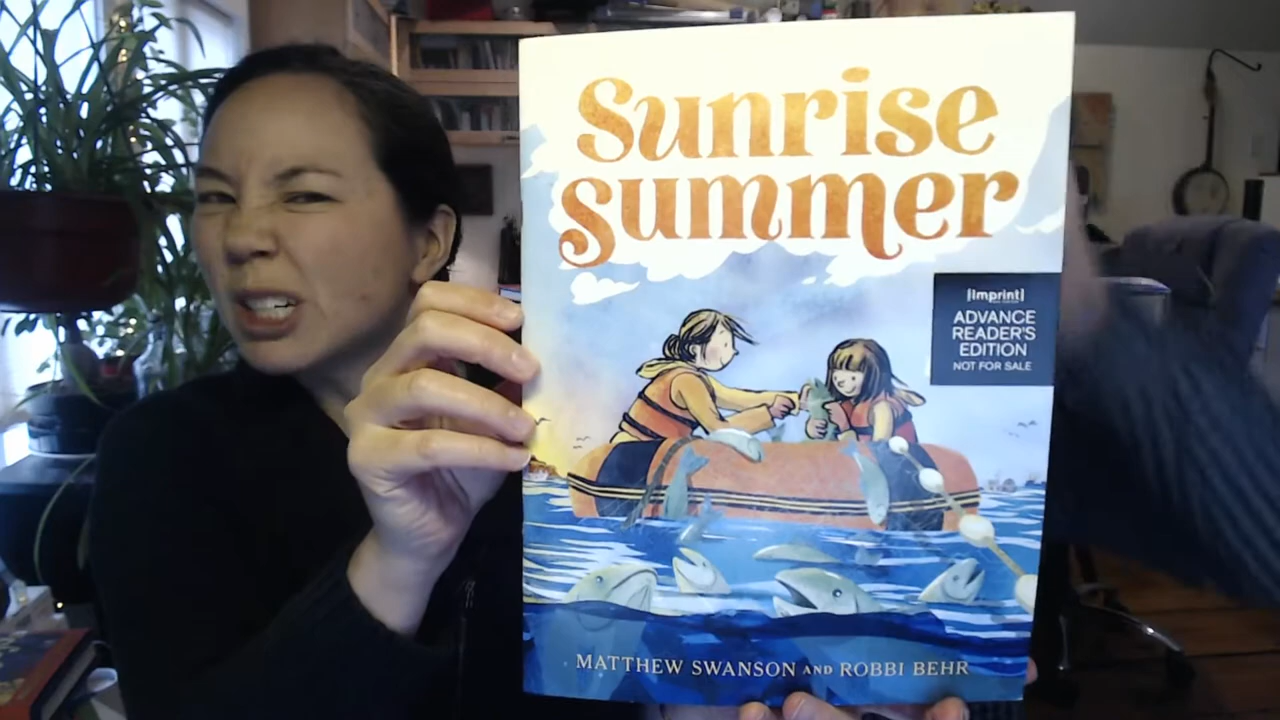 Sunrise
summer
[Imprint]
ADVANCE
READER'S
EDITION
NOT FOR SALE
MATTHEW SWANSON AND ROBBI BEHR